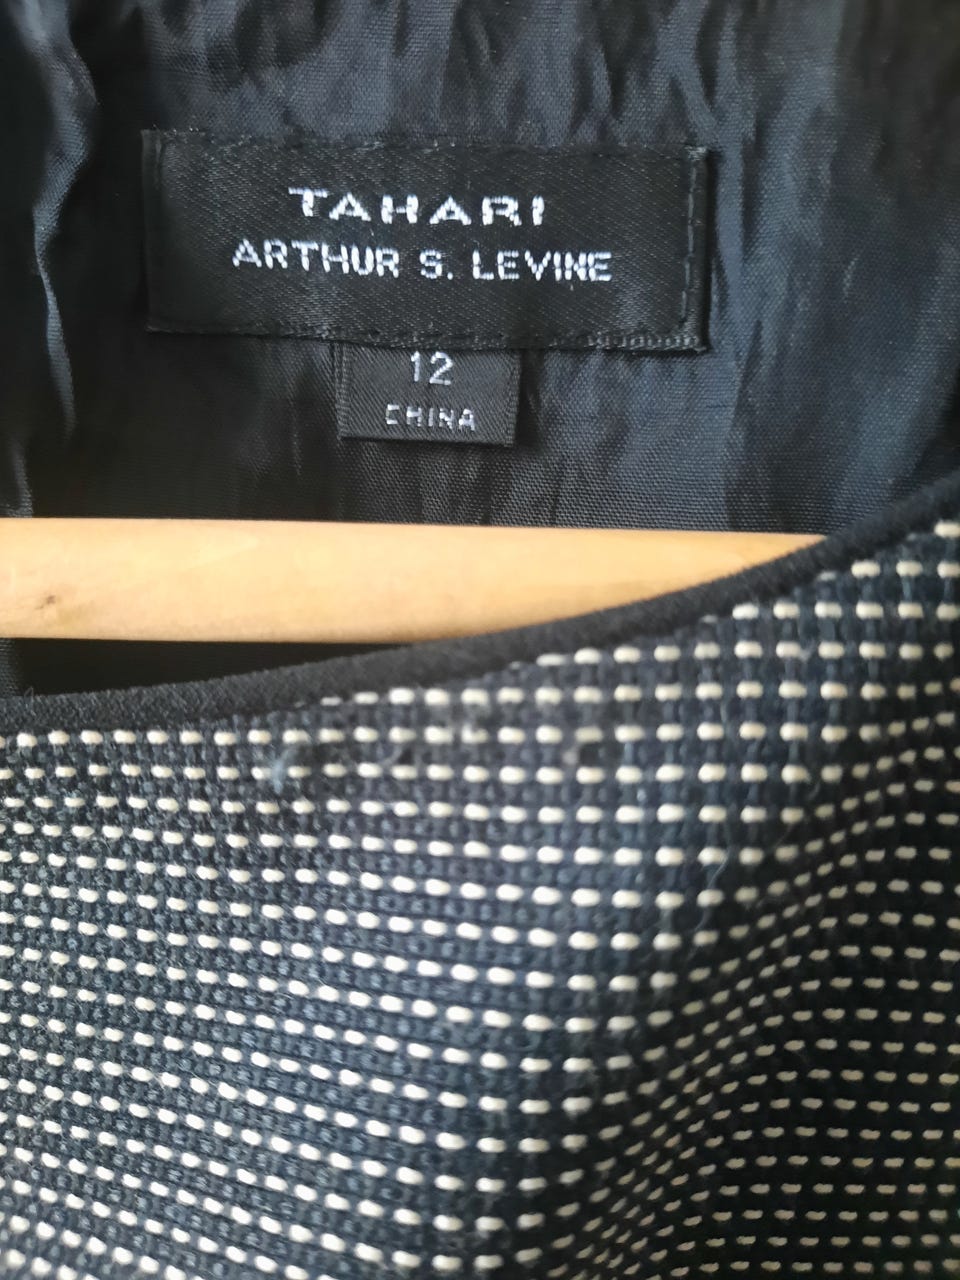 TAHARI
ARTHUR S. LEVINE
12
CHINA